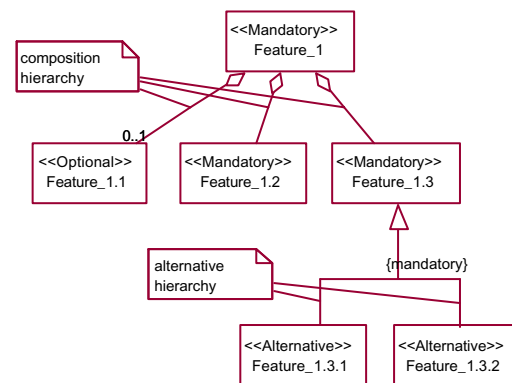 <<Mandatory>>
Feature_1
composition
hierarchy
0..1
<<Optional>>
Feature_1.1
<<Mandatory>>
Feature_1.2
<<Mandatory>>
Feature_1.3
{mandatory}
alternative
hierarchy
<<Alternative>>
Feature_1.3.1
<<Alternative>>
Feature_1.3.2